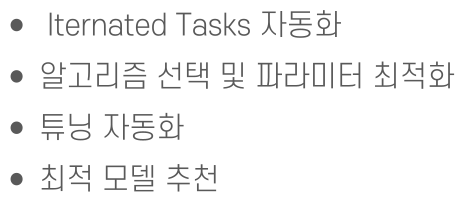 • Iternated Tasks 자동화
• 알고리즘 선택 및 파라미터 최적화
• 튜닝 자동화
• 최적 모델 추천